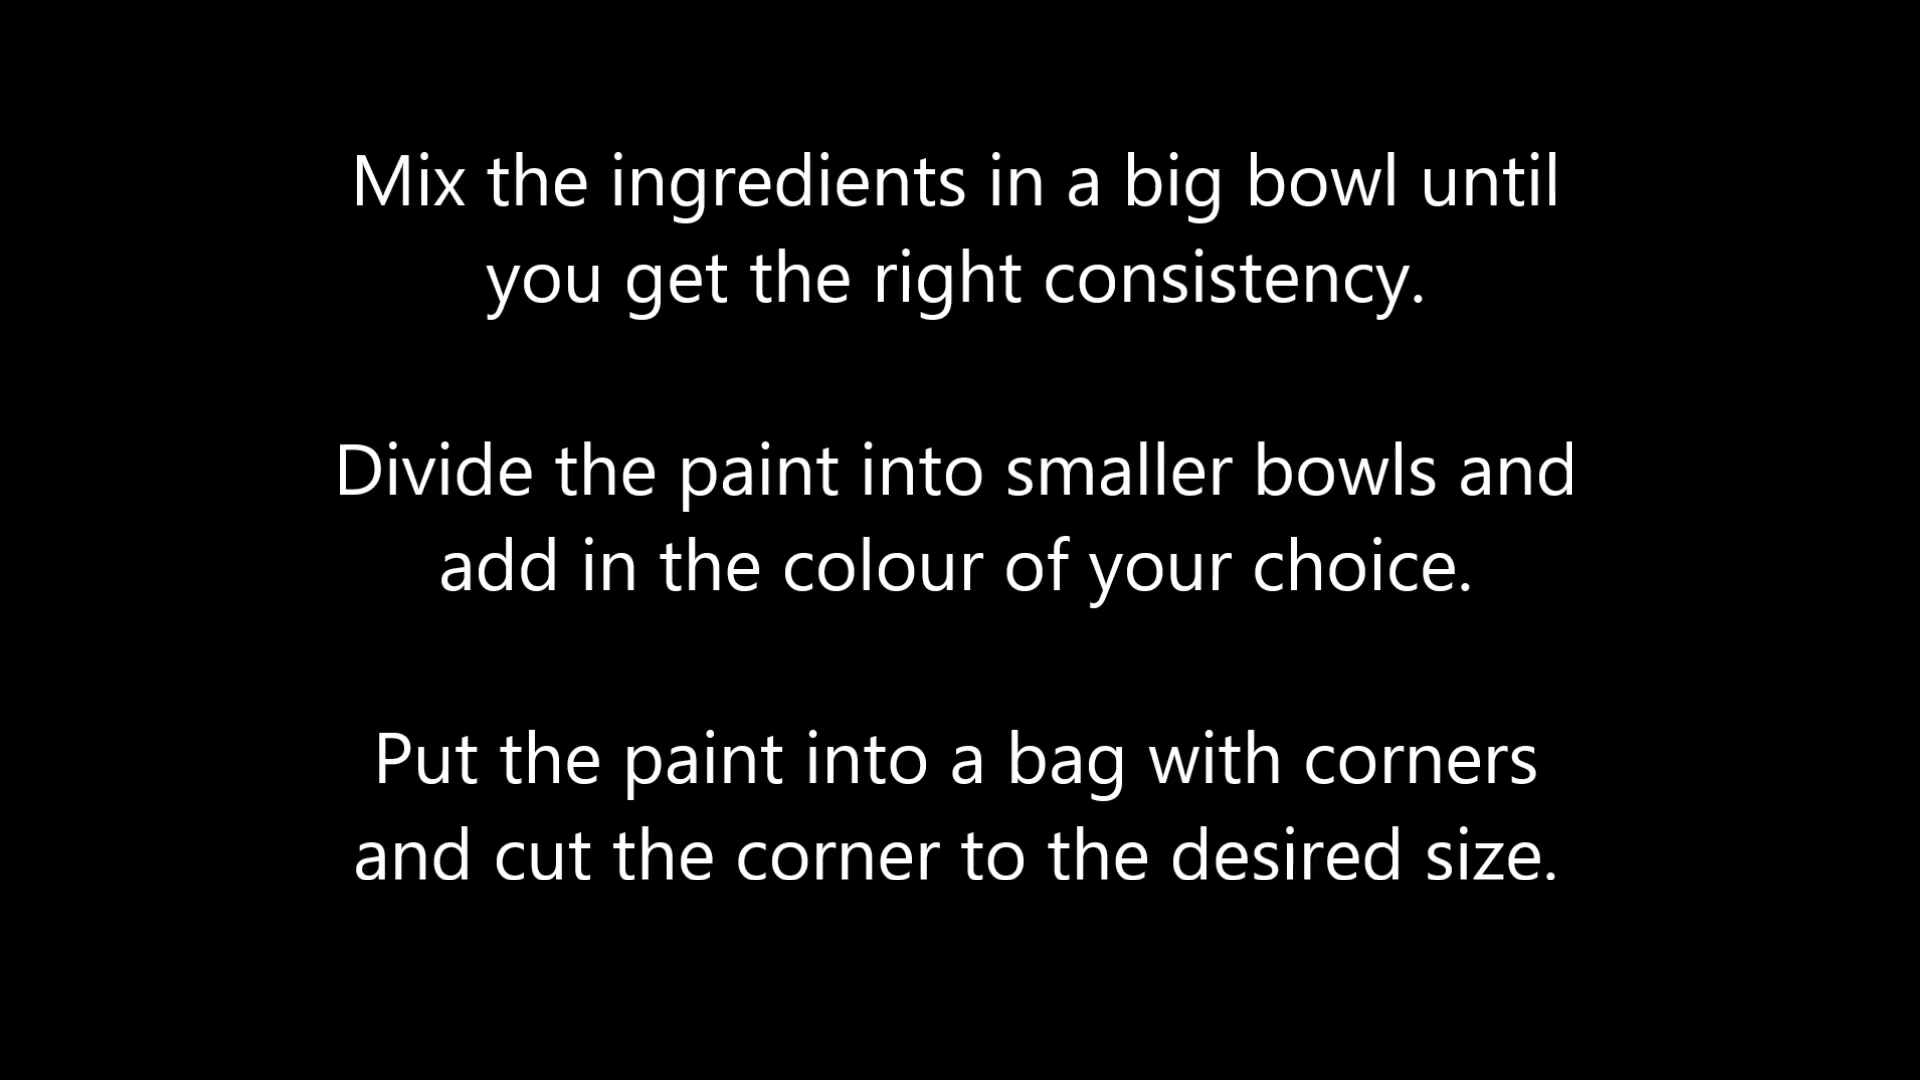 Mix the ingredients in a big bowl until
you get the right consistency.
Divide the paint into smaller bowls and
add in the colour of your choice.
Put the paint into a bag with corners
and cut the corner to the desired size.